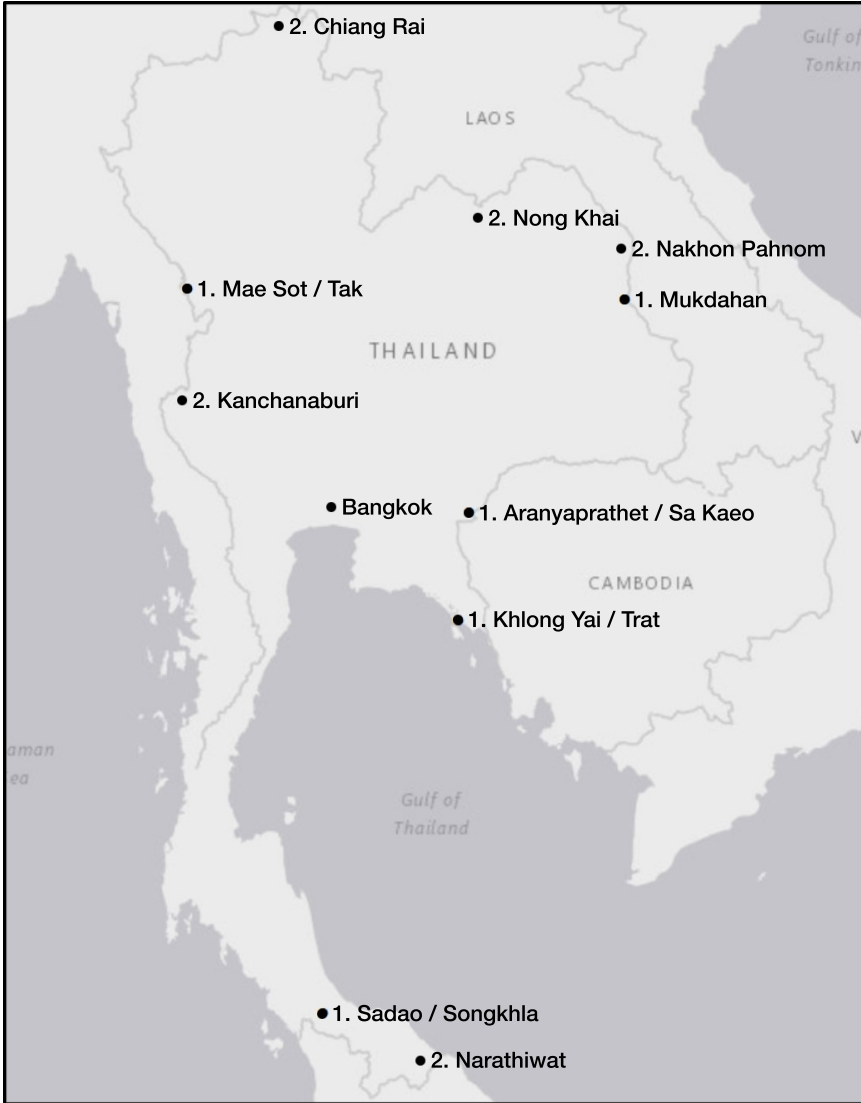 2. Chiang Rai
Gulf of
Tonkin
LAOS
2. Nong Khai
2. Nakhon Pahnom
1. Mae Sot / Tak
1. Mukdahan
THAILAND
2. Kanchanaburi
V
Bangkok
1. Aranyaprathet / Sa Kaeo
CAMBODIA
1. Khlong Yai / Trat
aman
ea
Gulf of
Thailand
1. Sadao / Songkhla
2. Narathiwat